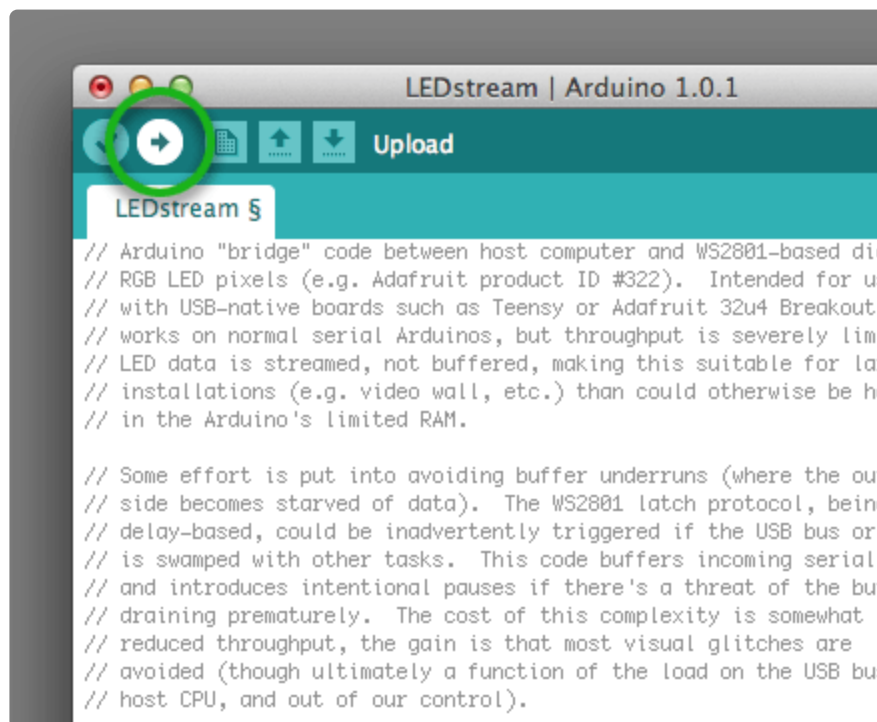 LEDstream | Arduino 1.0.1
Upload
LEDstream §
// Arduino "bridge" code between host computer and WS2801-based
// RGB LED pixels (e.g. Adafruit product ID #322).  Intended for
// with USB-native boards such as Teensy or Adafruit 32u4 Breakout
// works on normal serial Arduinos, but throughput is severely
// LED data is streamed, not buffered, making this suitable for
// installations (e.g. video wall, etc.) than could otherwise be
// in the Arduino's limited RAM.
// Some effort is put into avoiding buffer underruns (where the
// side becomes starved of data).  The WS2801 latch protocol,
// delay-based, could be inadvertently triggered if the USB bus or
// is swamped with other tasks.  This code buffers incoming serial
// and introduces intentional pauses if there's a threat of the
// draining prematurely.  The cost of this complexity is somewhat
// reduced throughput, the gain is that most visual glitches are
// avoided (though ultimately a function of the load on the USB
// host CPU, and out of our control).